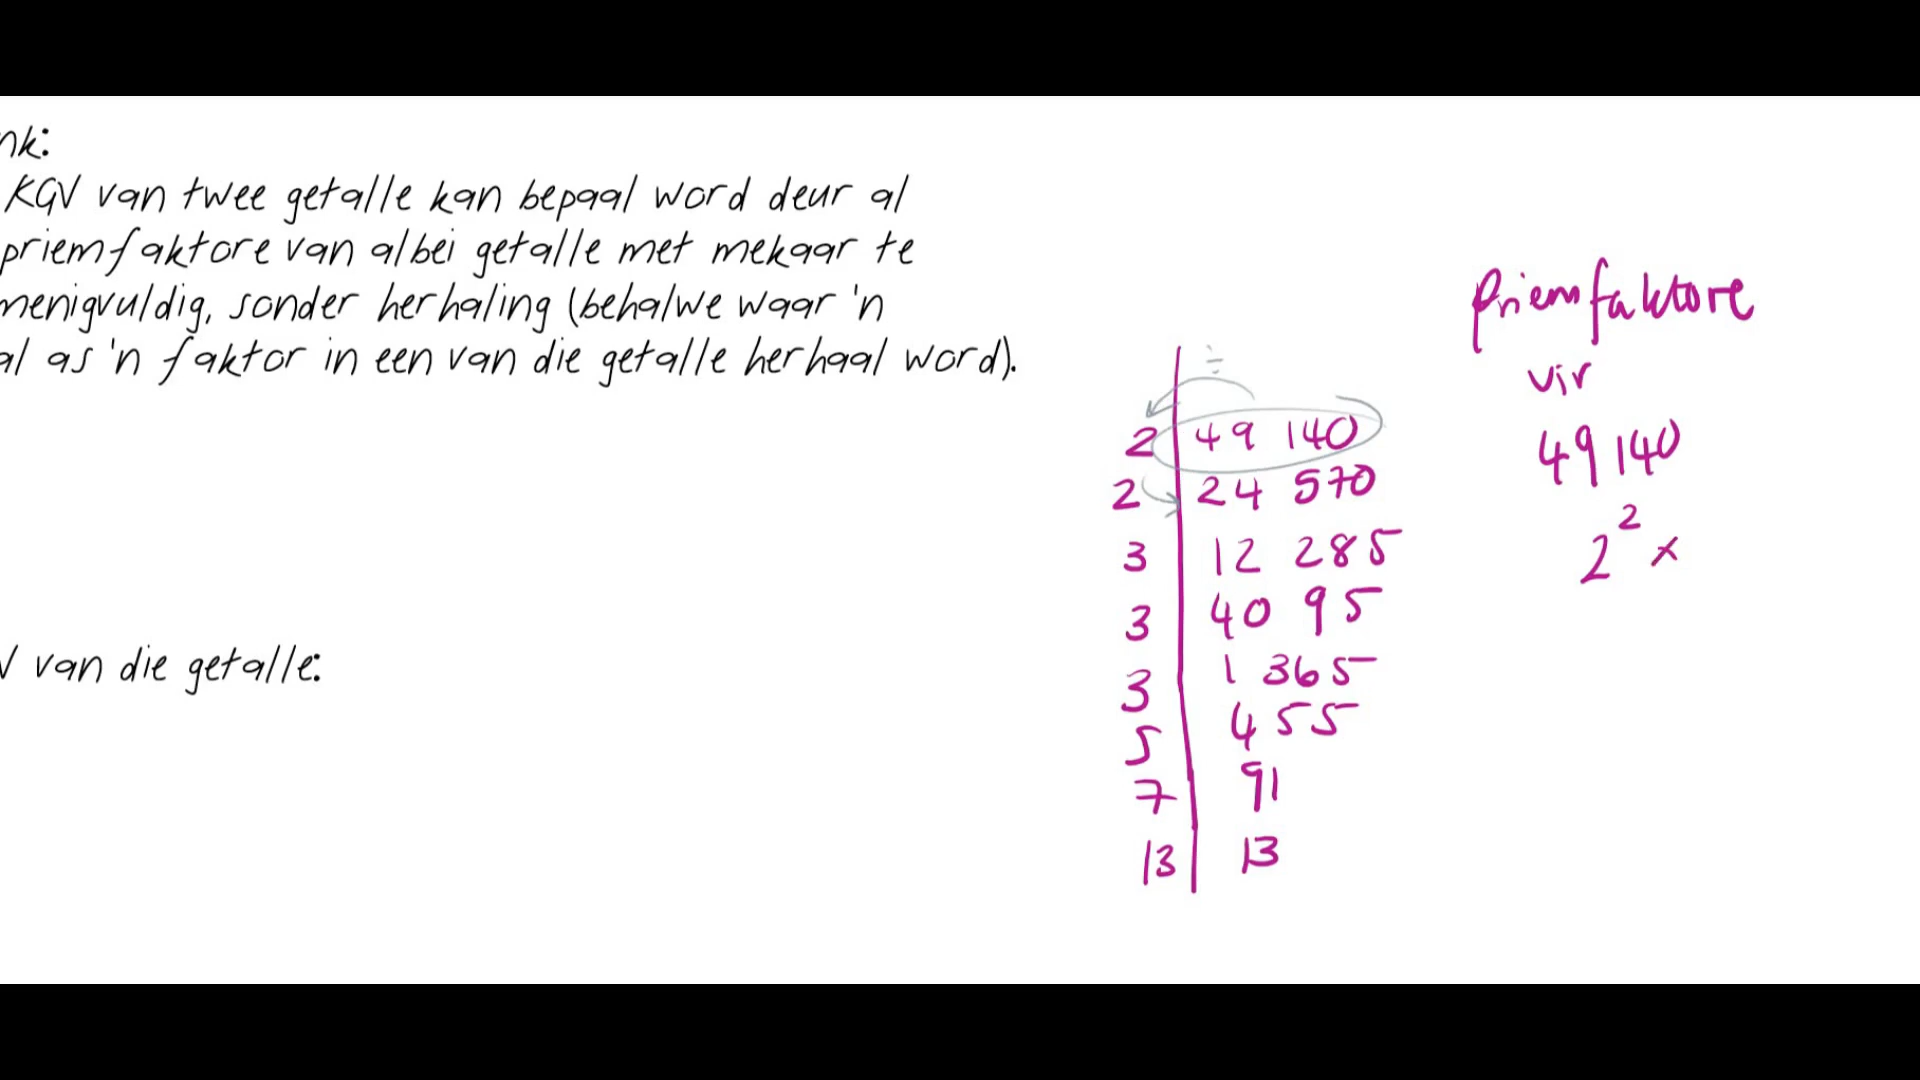 nk:
KGV van twee getalle kan bepaal word deur al
priemfaktore van albei getalle met mekaar te
menigvuldig, sonder herhaling (behalwe waar 'n
al as 'n faktor in een van die getalle herhaal word).
V van die getalle:
÷
2 | 49 140
2 | 24 570
3 | 12 285
3 | 40 95
3 | 1 365
5 | 455
7 | 91
13 | 13
priemfaktore
vir
49 140
2² ×